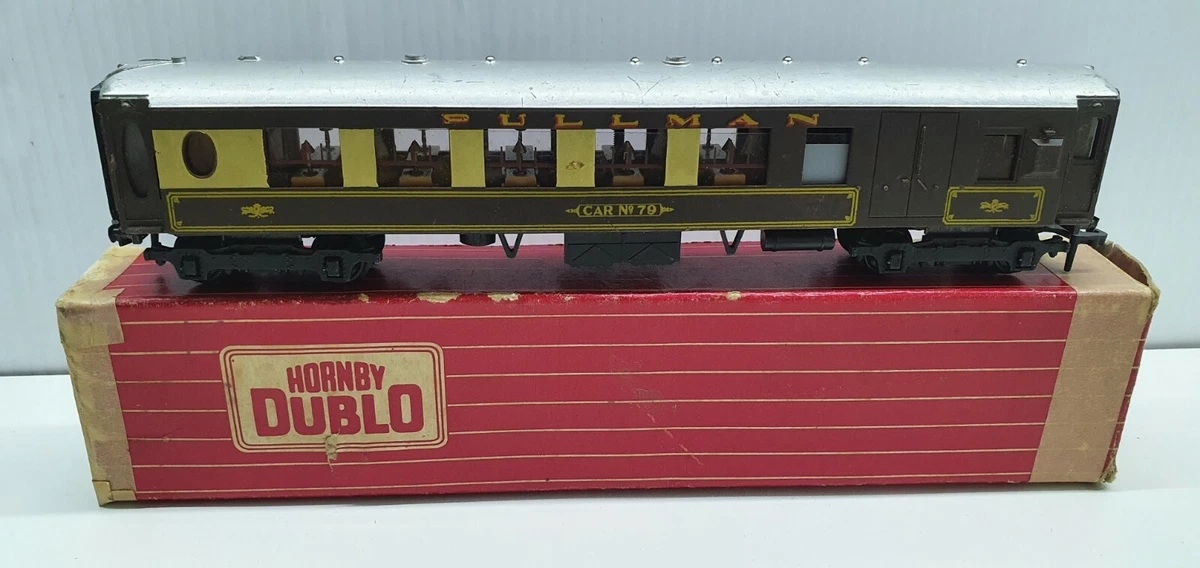 PULLMAN
CAR Nº 79
HORNBY
DUBLO